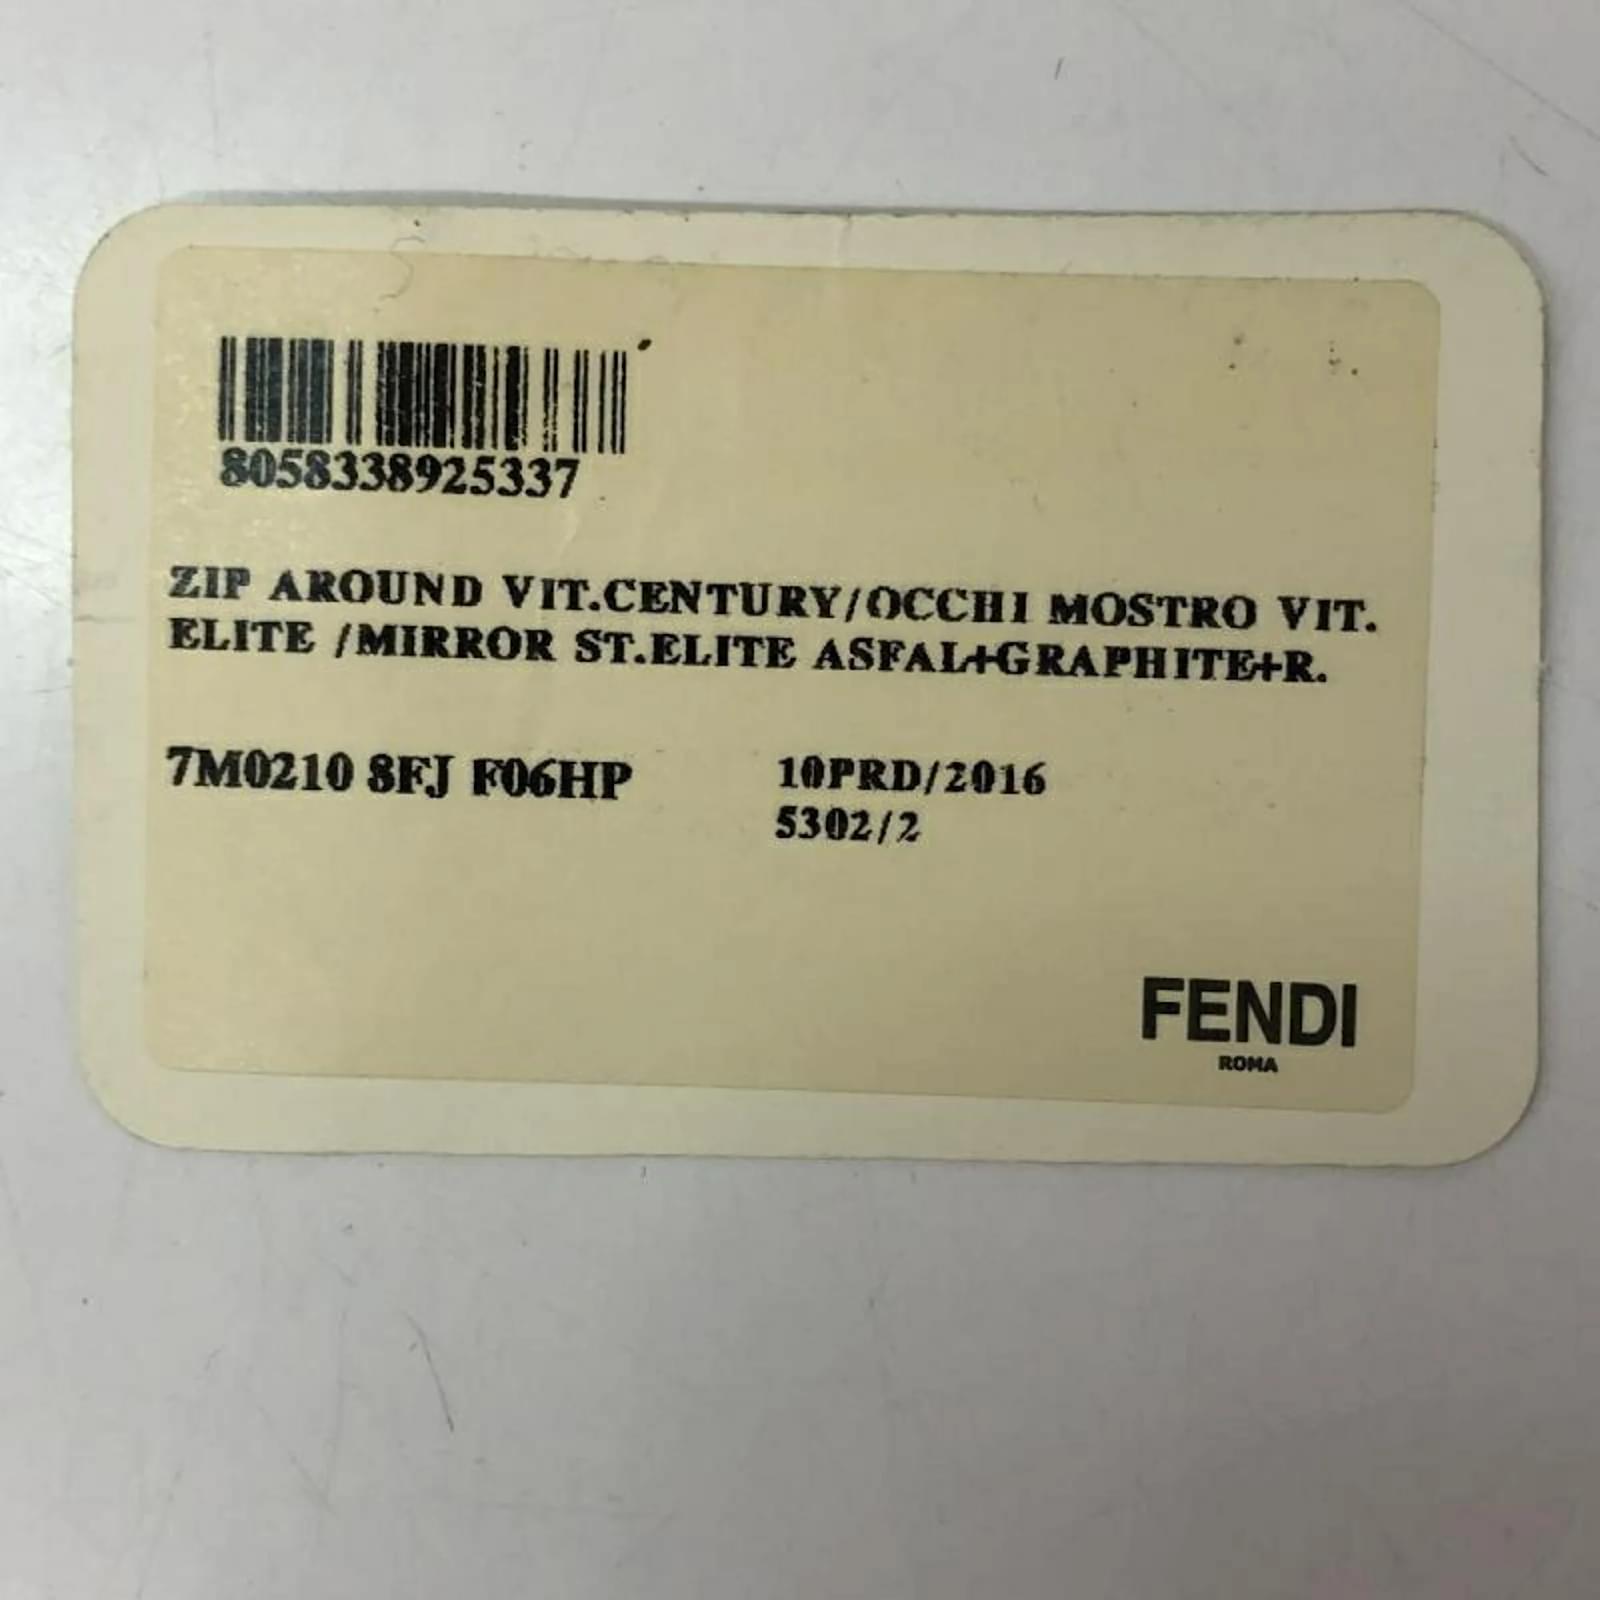 8058338925337
ZIP AROUND VIT.CENTURY/OCCHI MOSTRO VIT.
ELITE /MIRROR ST.ELITE ASFAL+GRAPHITE+R.
7M0210 8FJ F06HP
10PRD/2016
5302/2
FENDI
ROMA